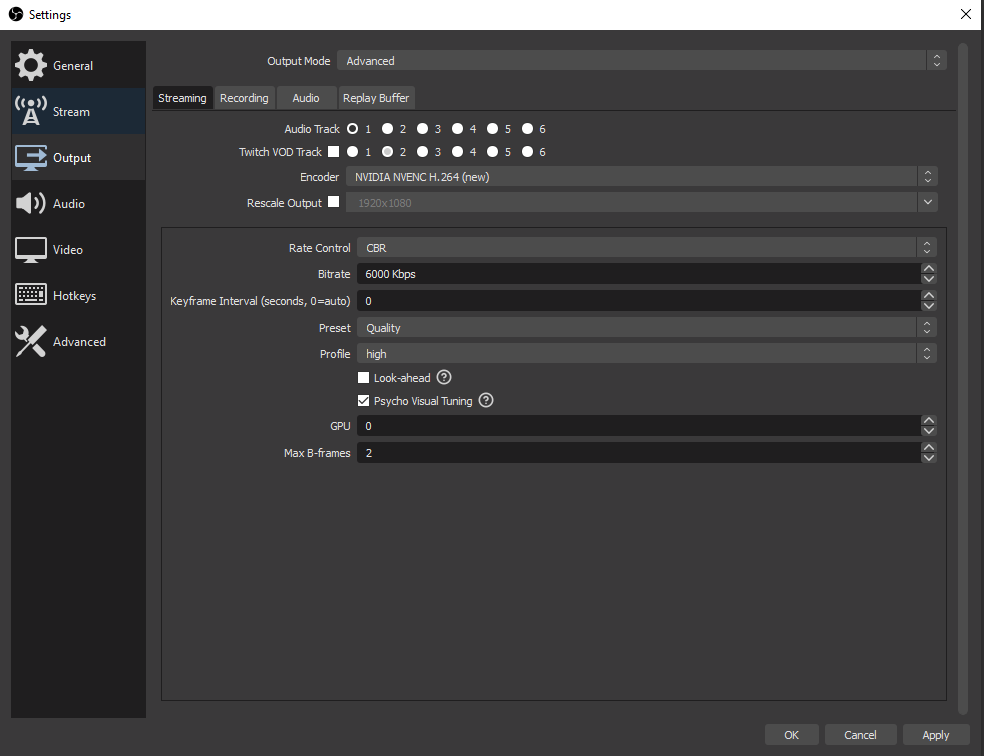 Settings
General
Stream
Output
Audio
Video
Hotkeys
Advanced
Output Mode Advanced
Streaming Recording Audio Replay Buffer
Audio Track 1 2 3 4 5 6
Twitch VOD Track 1 2 3 4 5 6
Encoder NVIDIA NVENC H.264 (new)
Rescale Output 1920x1080
Rate Control CBR
Bitrate 6000 Kbps
Keyframe Interval (seconds, 0=auto) 0
Preset Quality
Profile high
Look-ahead ?
Psycho Visual Tuning ?
GPU 0
Max B-frames 2
OK Cancel Apply